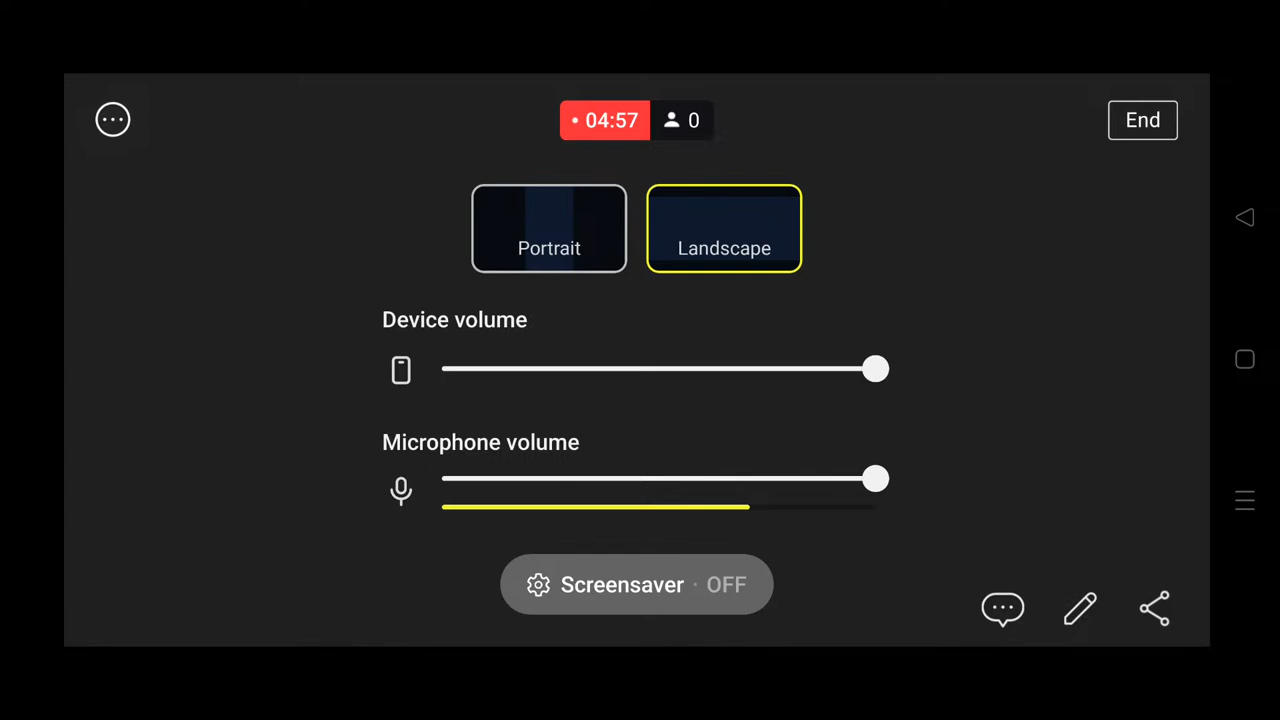 • 04:57 0
End
Portrait
Landscape
Device volume
Microphone volume
Screensaver · OFF